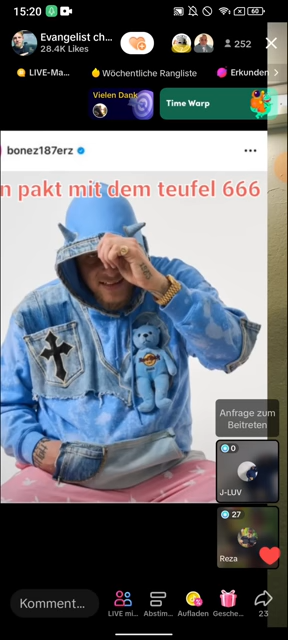 15:20
60
Evangelist ch...
28.4K Likes
252
LIVE-Ma...
Wöchentliche Rangliste
Erkunden
Vielen Dank
Time Warp
bonez187erz
n pakt mit dem teufel 666
Anfrage zum
Beitreten
0
J-LUV
27
Reza
Komment...
LIVE mi...
Abstim...
Aufladen
Gesche...
23